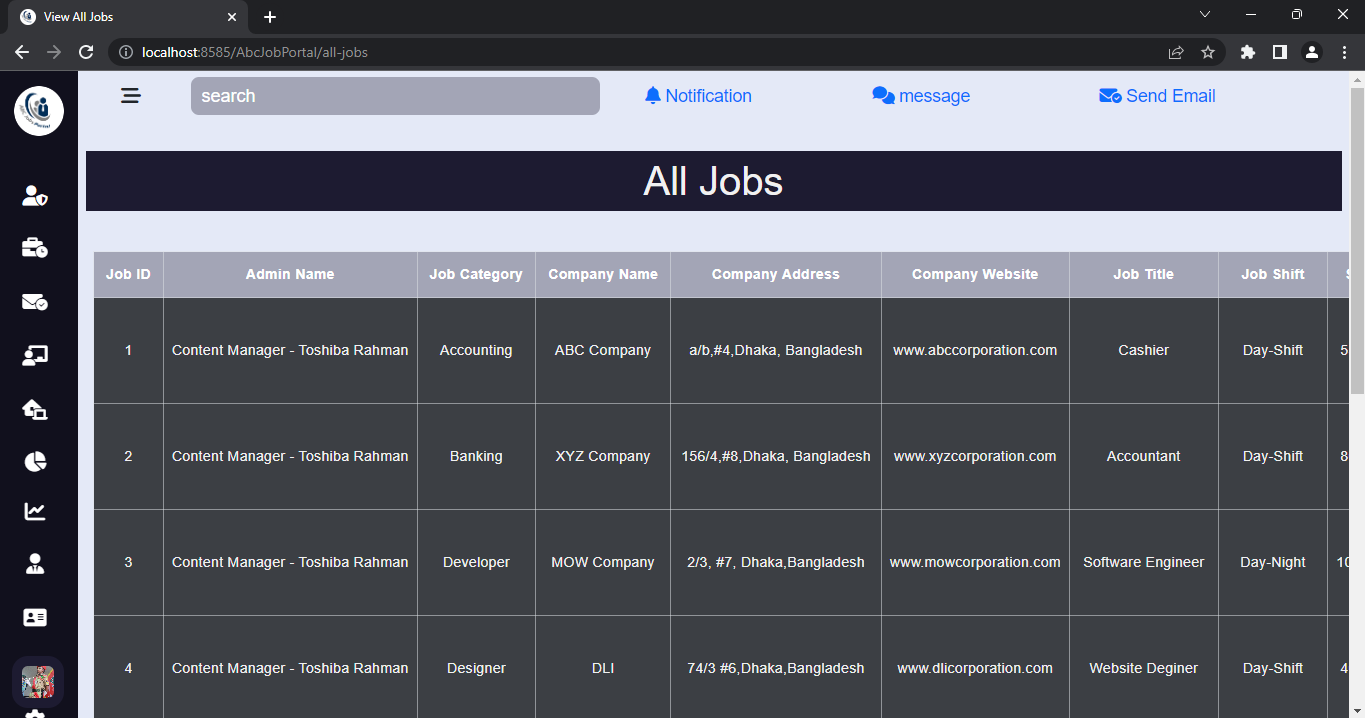 View All Jobs
localhost:8585/AbcJobPortal/all-jobs
search Notification message Send Email
All Jobs
Job ID Admin Name Job Category Company Name Company Address Company Website Job Title Job Shift
1 Content Manager - Toshiba Rahman Accounting ABC Company a/b,#4,Dhaka, Bangladesh www.abccorporation.com Cashier Day-Shift 5
2 Content Manager - Toshiba Rahman Banking XYZ Company 156/4,#8,Dhaka, Bangladesh www.xyzcorporation.com Accountant Day-Shift 8
3 Content Manager - Toshiba Rahman Developer MOW Company 2/3, #7, Dhaka,Bangladesh www.mowcorporation.com Software Engineer Day-Night 10
4 Content Manager - Toshiba Rahman Designer DLI 74/3 #6,Dhaka,Bangladesh www.dlicorporation.com Website Deginer Day-Shift 4